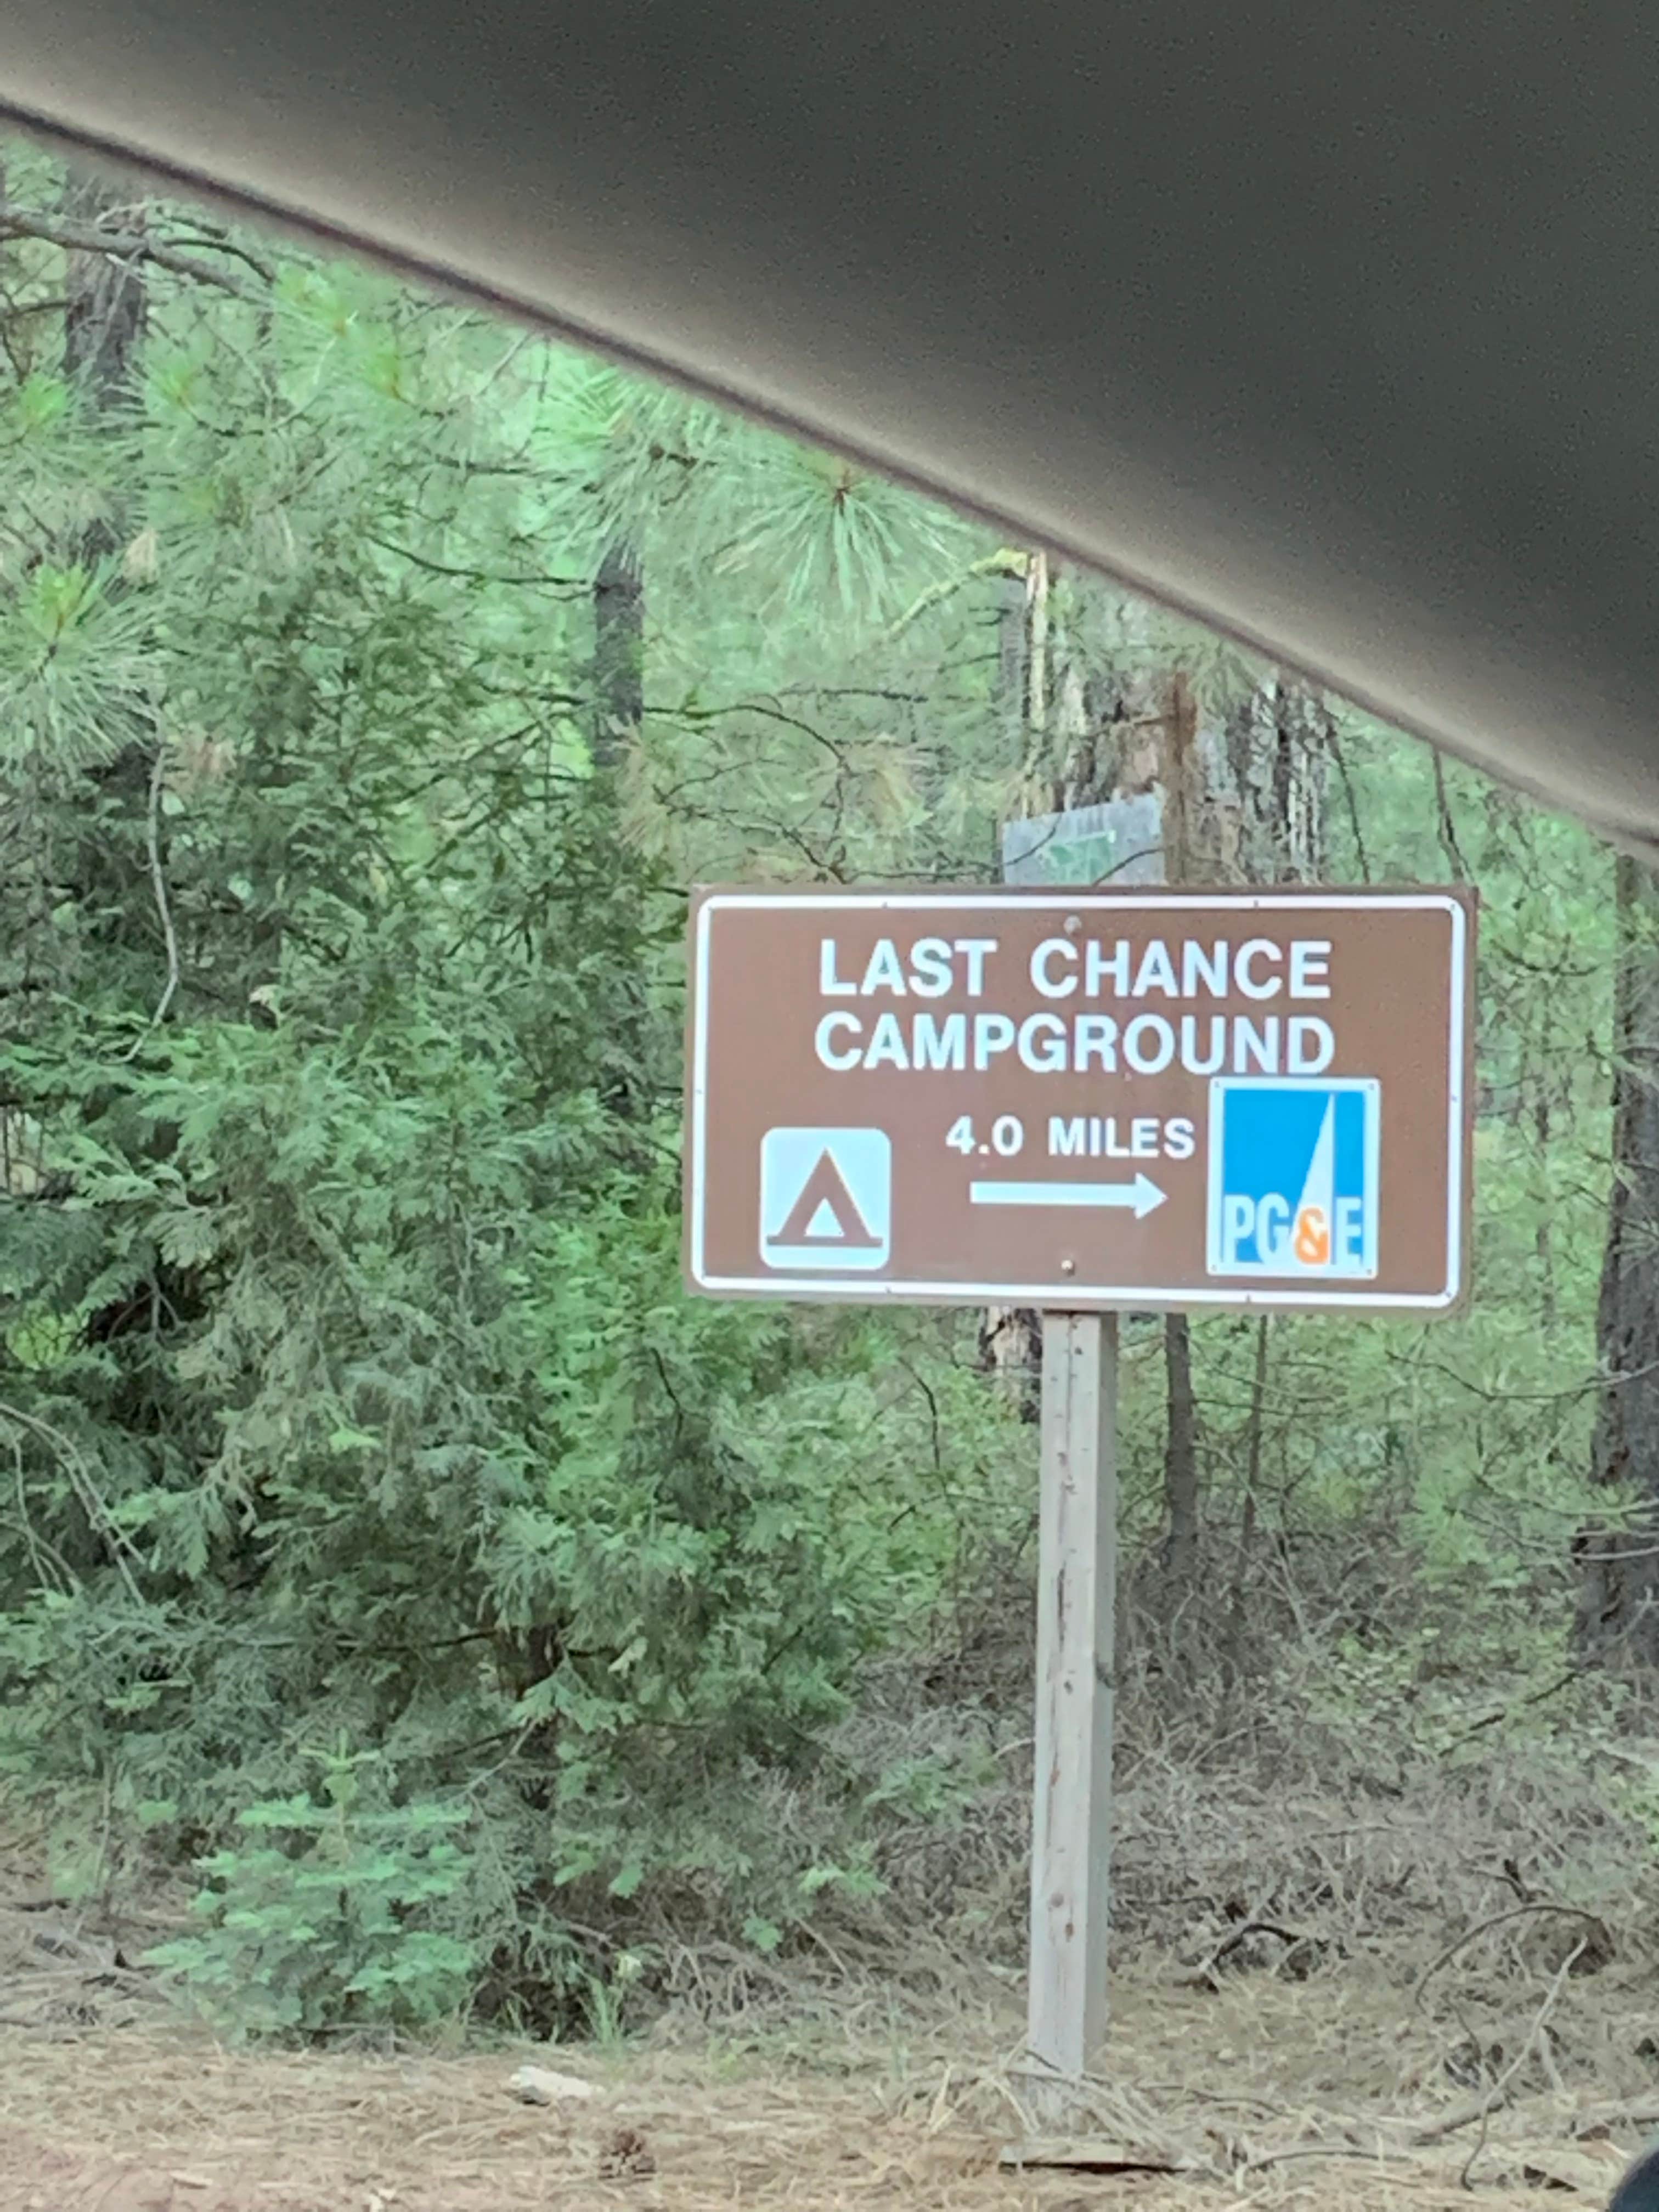 LAST CHANCE
CAMPGROUND
4.0 MILES
PG&E